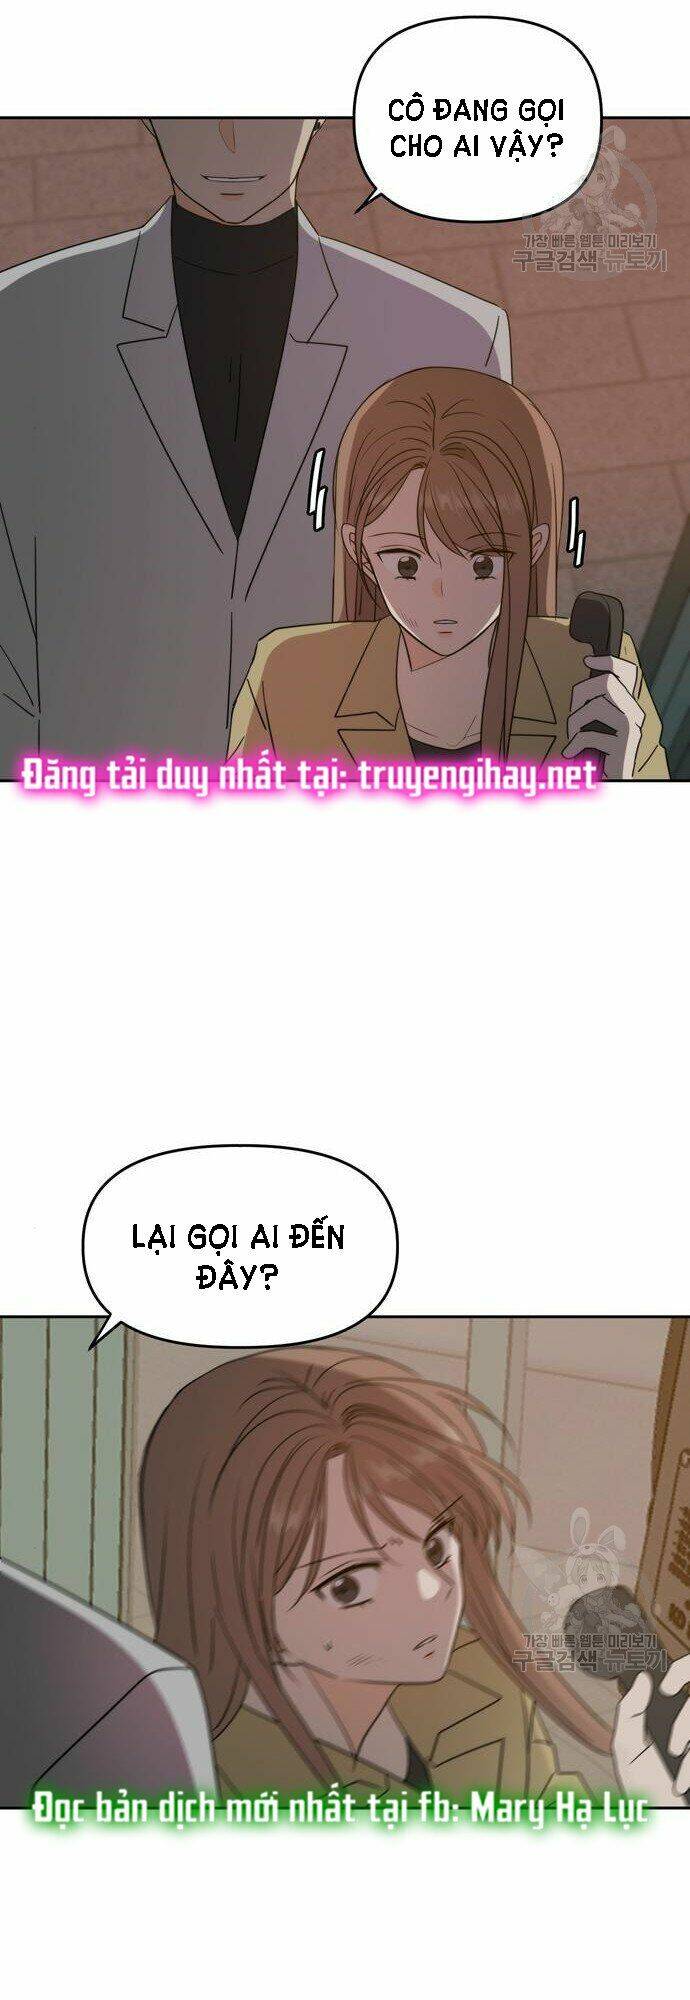 CÔ ĐANG GỌI
CHO AI VẬY?
가장 빠른 웹툰 미리보기
구글검색 뉴토끼
Đăng tải duy nhất tại: truyengihay.net
LẠI GỌI AI ĐẾN
ĐÂY?
가장 빠른 웹툰 미리보기
구글검색 뉴토끼
Đọc bản dịch mới nhất tại fb: Mary Hạ Lục